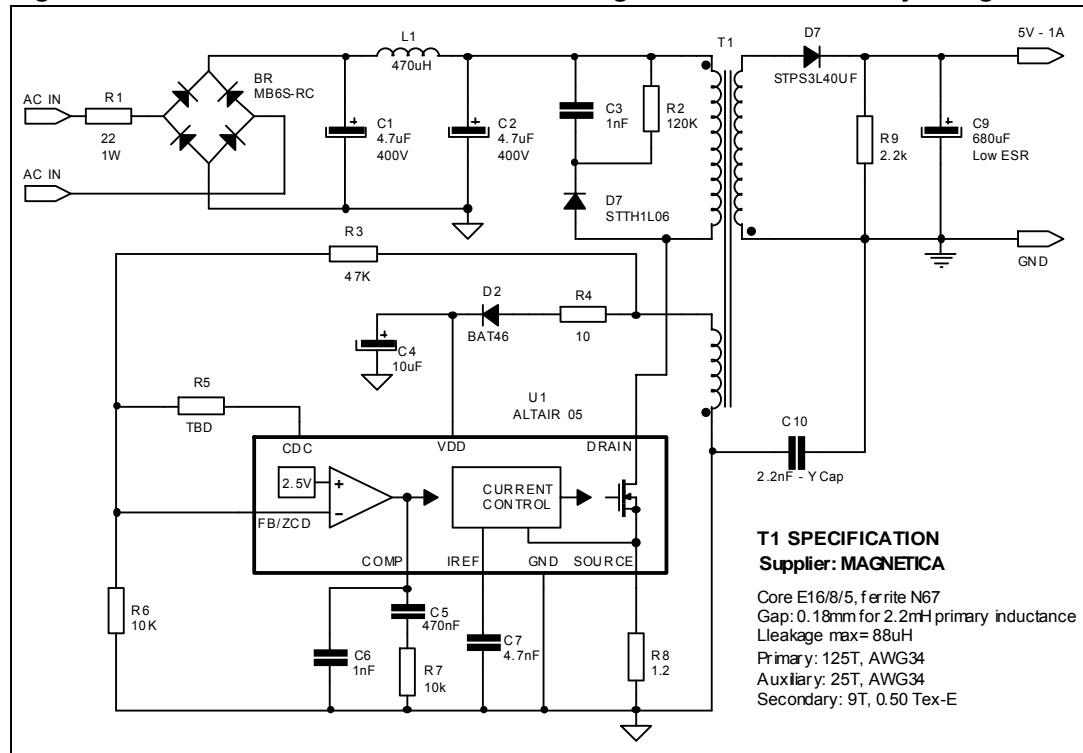 L1
470uH
T1
D7
STPS3L40UF
5V - 1A
BR
MB6S-RC
AC IN
R1
22
1W
AC IN
C1
4.7uF
400V
C2
4.7uF
400V
C3
1nF
R2
120K
R9
2.2k
C9
680uF
Low ESR
D7
STTH1L06
GND
R3
47K
D2
BAT46
R4
10
C4
10uF
R5
TBD
U1
ALTAIR 05
C10
2.2nF - Y Cap
CDC
VDD
DRAIN
2.5V
+
-
CURRENT
CONTROL
FB/ZCD
COMP
IREF
GND
SOURCE
R6
10K
C6
1nF
C5
470nF
R7
10k
C7
4.7nF
R8
1.2
T1 SPECIFICATION
Supplier: MAGNETICA
Core E16/8/5, ferrite N67
Gap: 0.18mm for 2.2mH primary inductance
Lleakage max= 88uH
Primary: 125T, AWG34
Auxiliary: 25T, AWG34
Secondary: 9T, 0.50 Tex-E